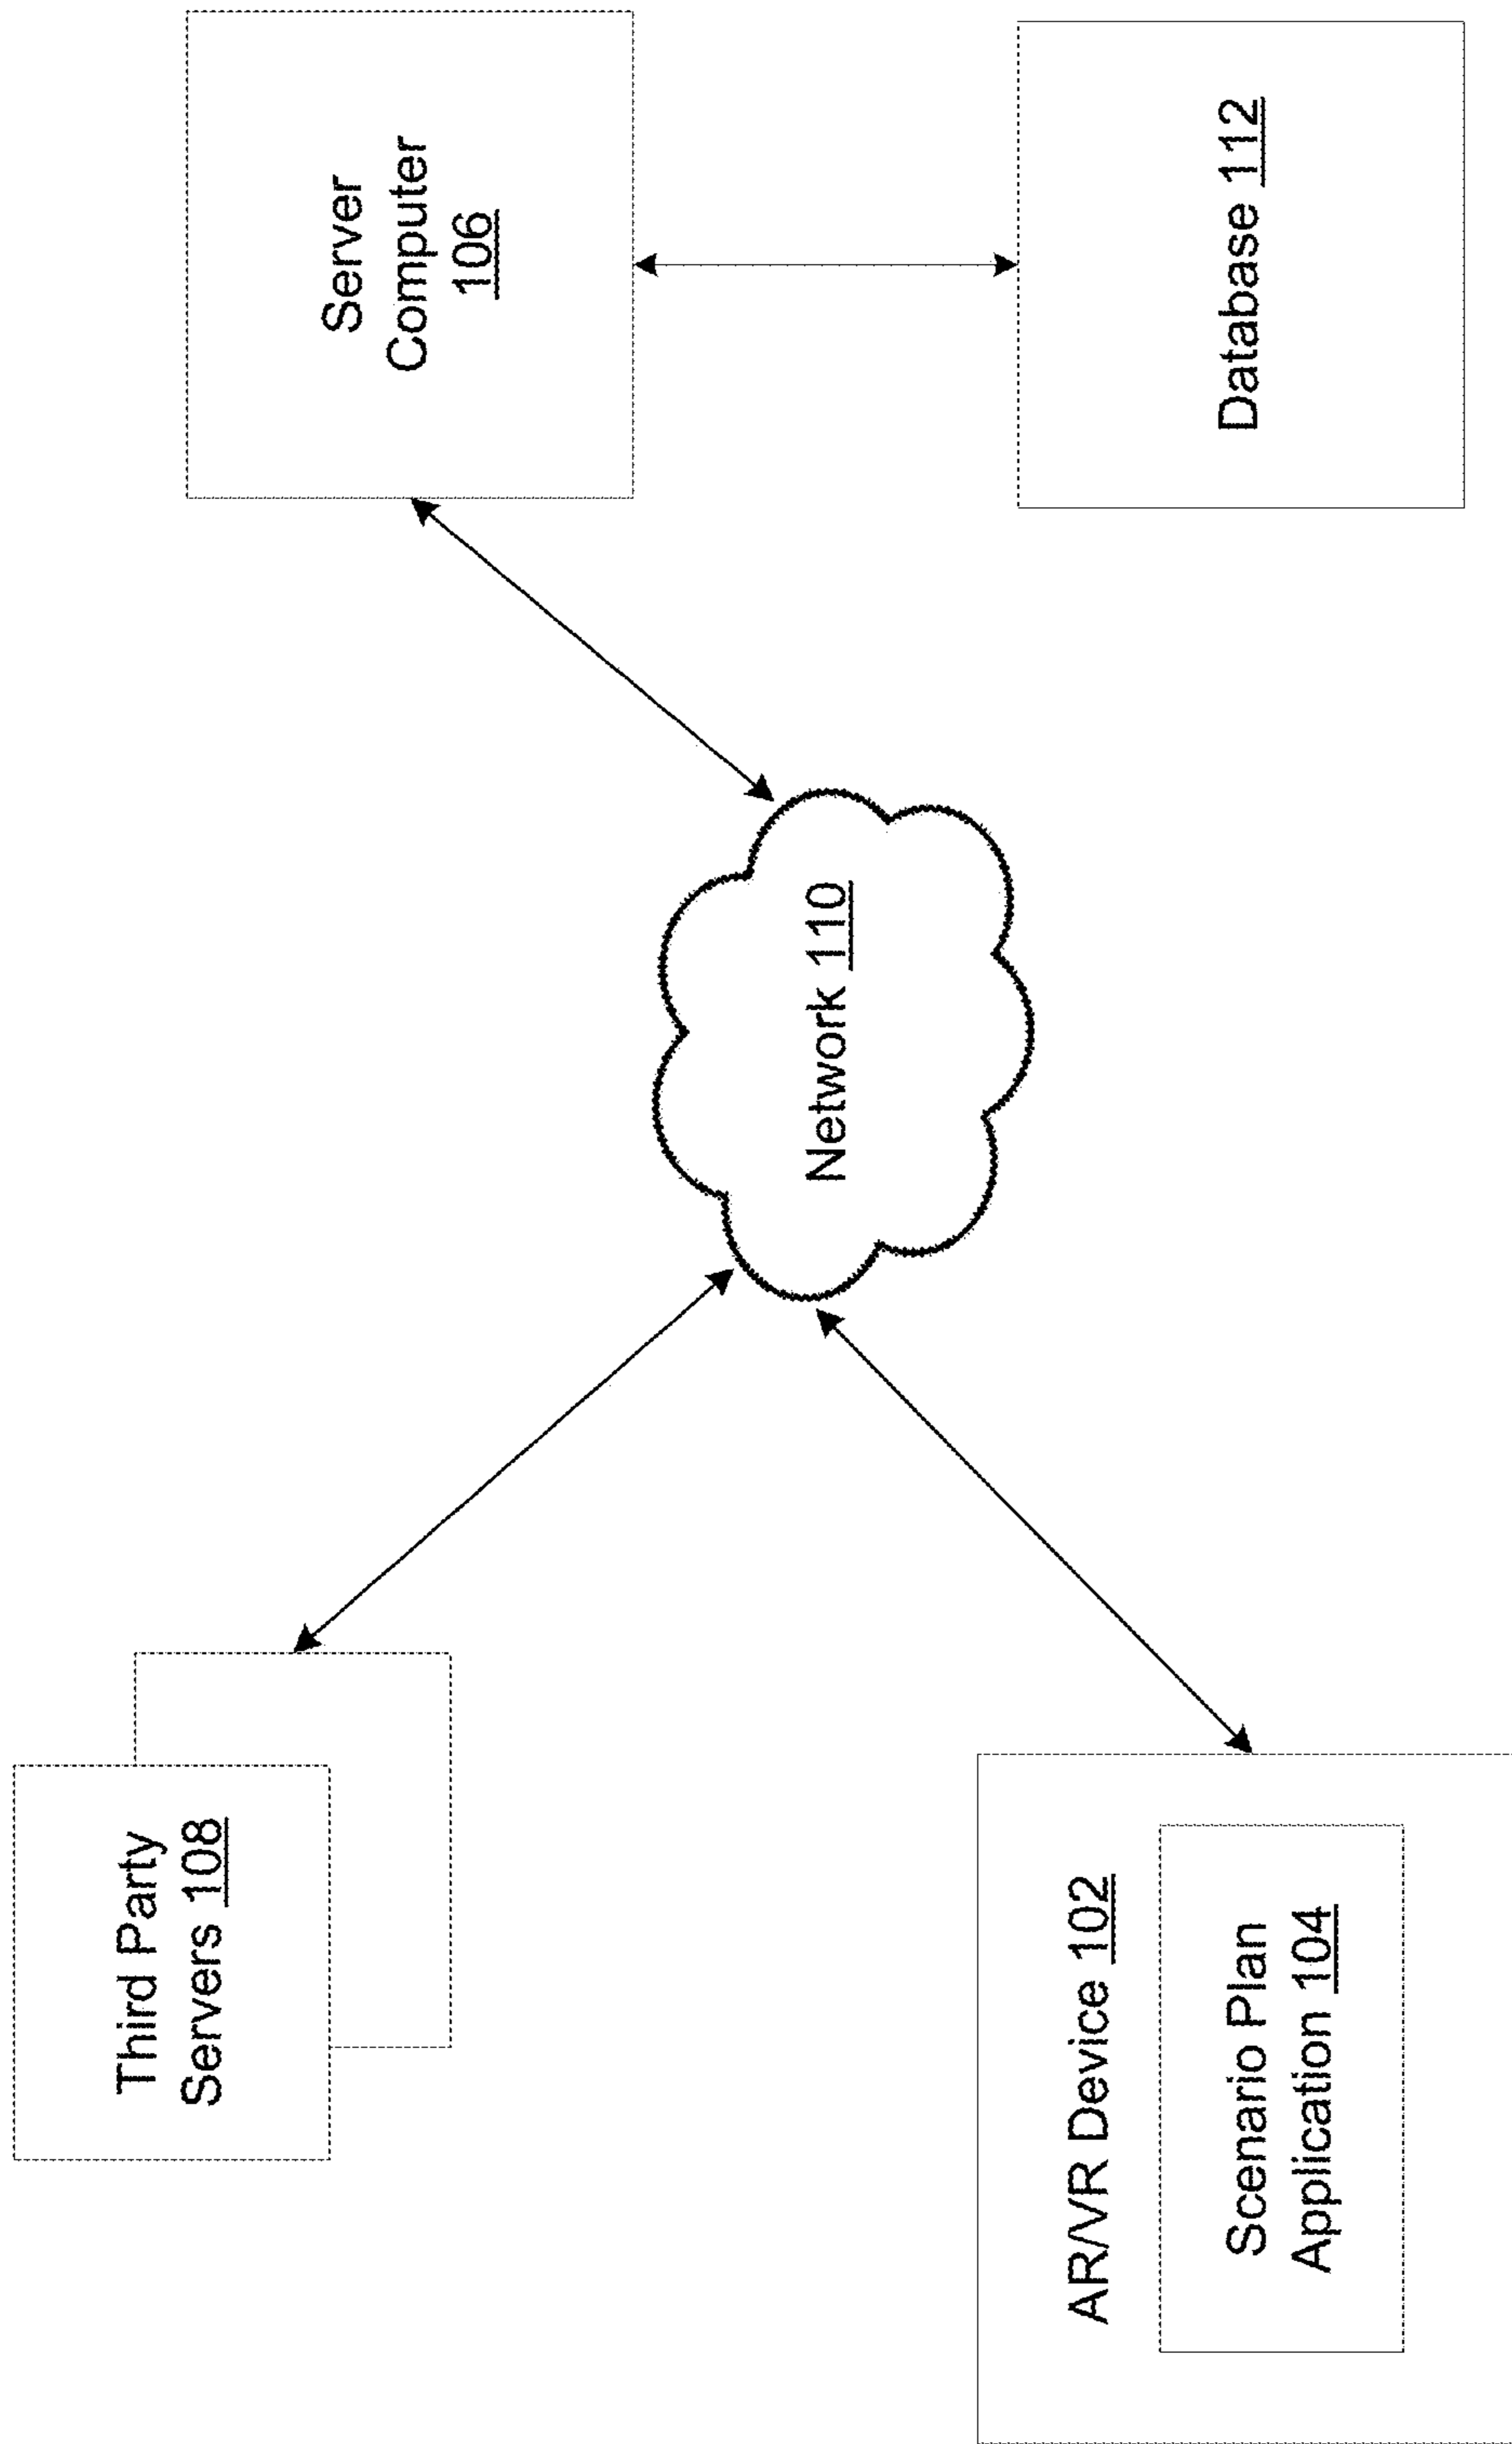 Third Party
Servers 108
Server
Computer
106
Network 110
AR/VR Device 102
Scenario Plan
Application 104
Database 112